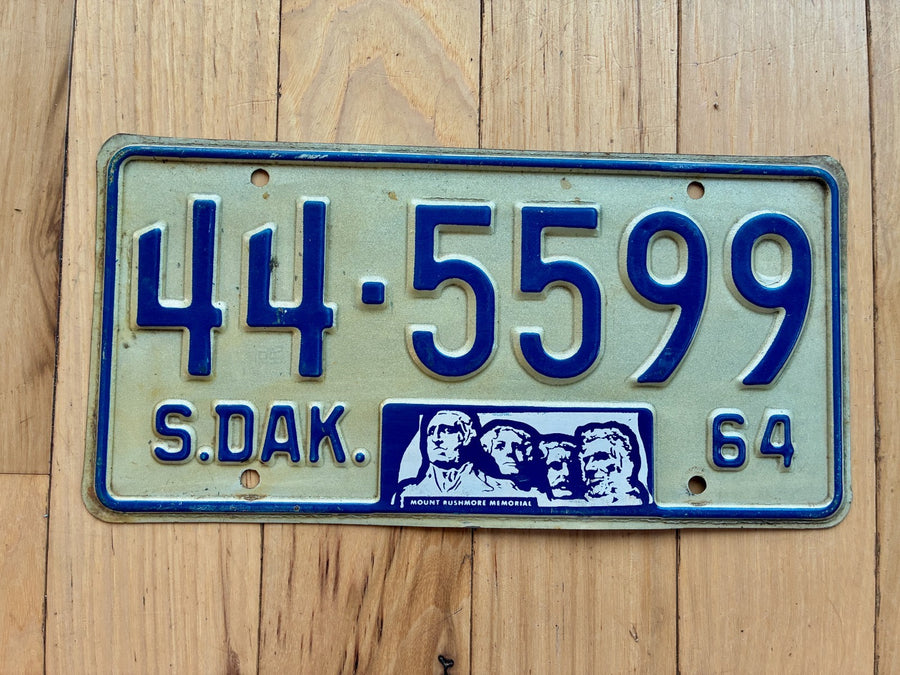 44·5599
S.DAK. 64
MOUNT RUSHMORE MEMORIAL